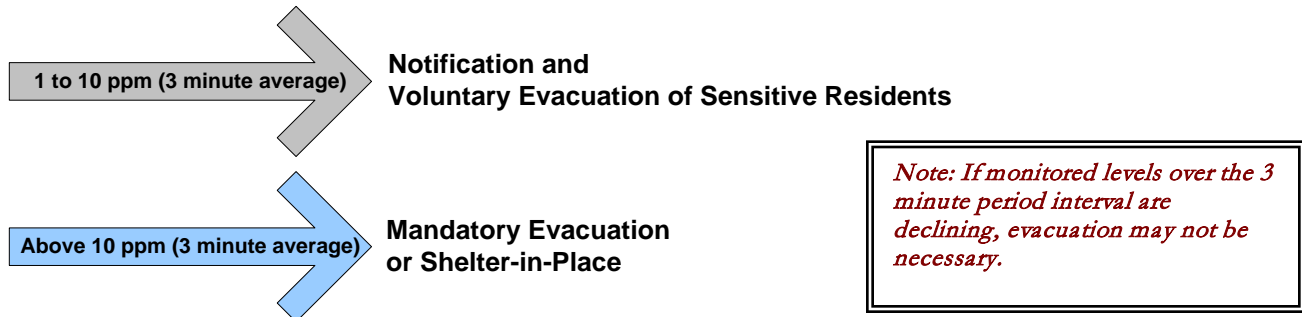 1 to 10 ppm (3 minute average)
Notification and
Voluntary Evacuation of Sensitive Residents
Note: If monitored levels over the 3
minute period interval are
declining, evacuation may not be
necessary.
Above 10 ppm (3 minute average)
Mandatory Evacuation
or Shelter-in-Place